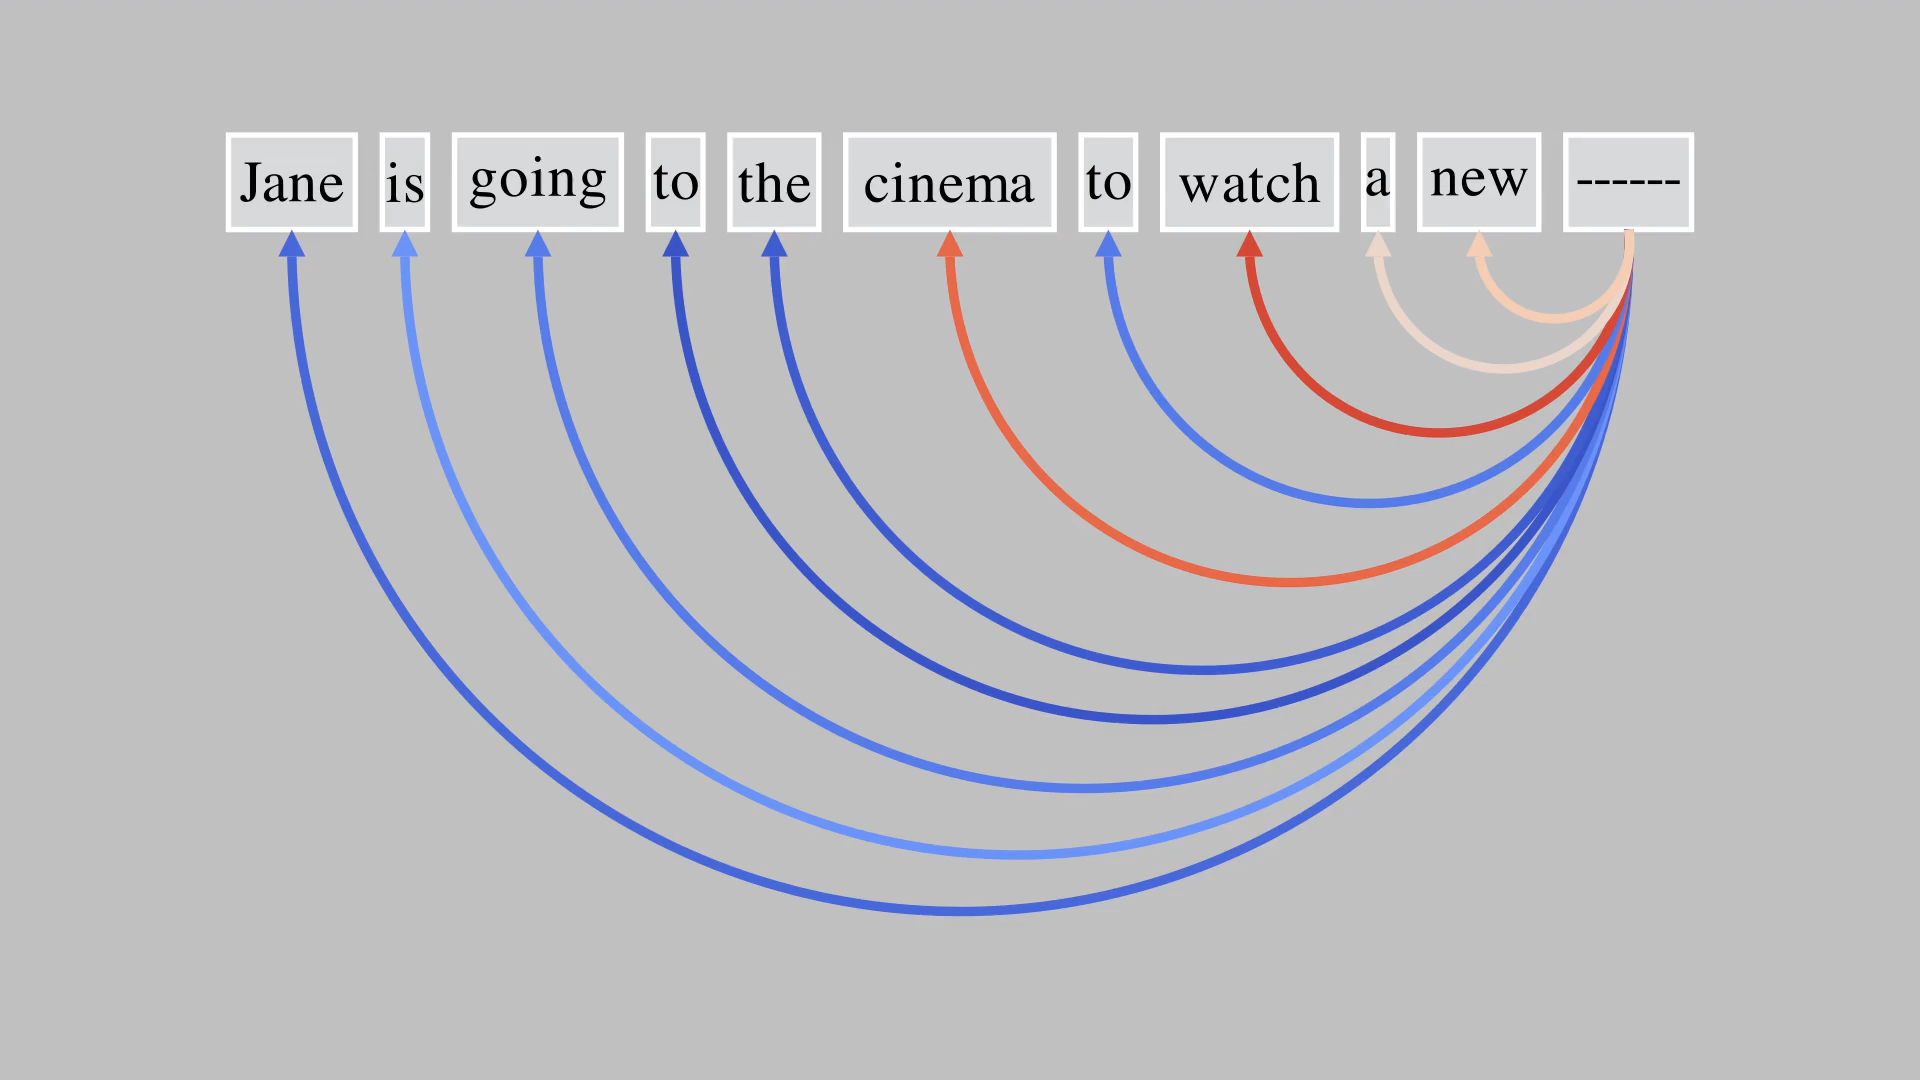 Jane is going to the cinema to watch a new ------